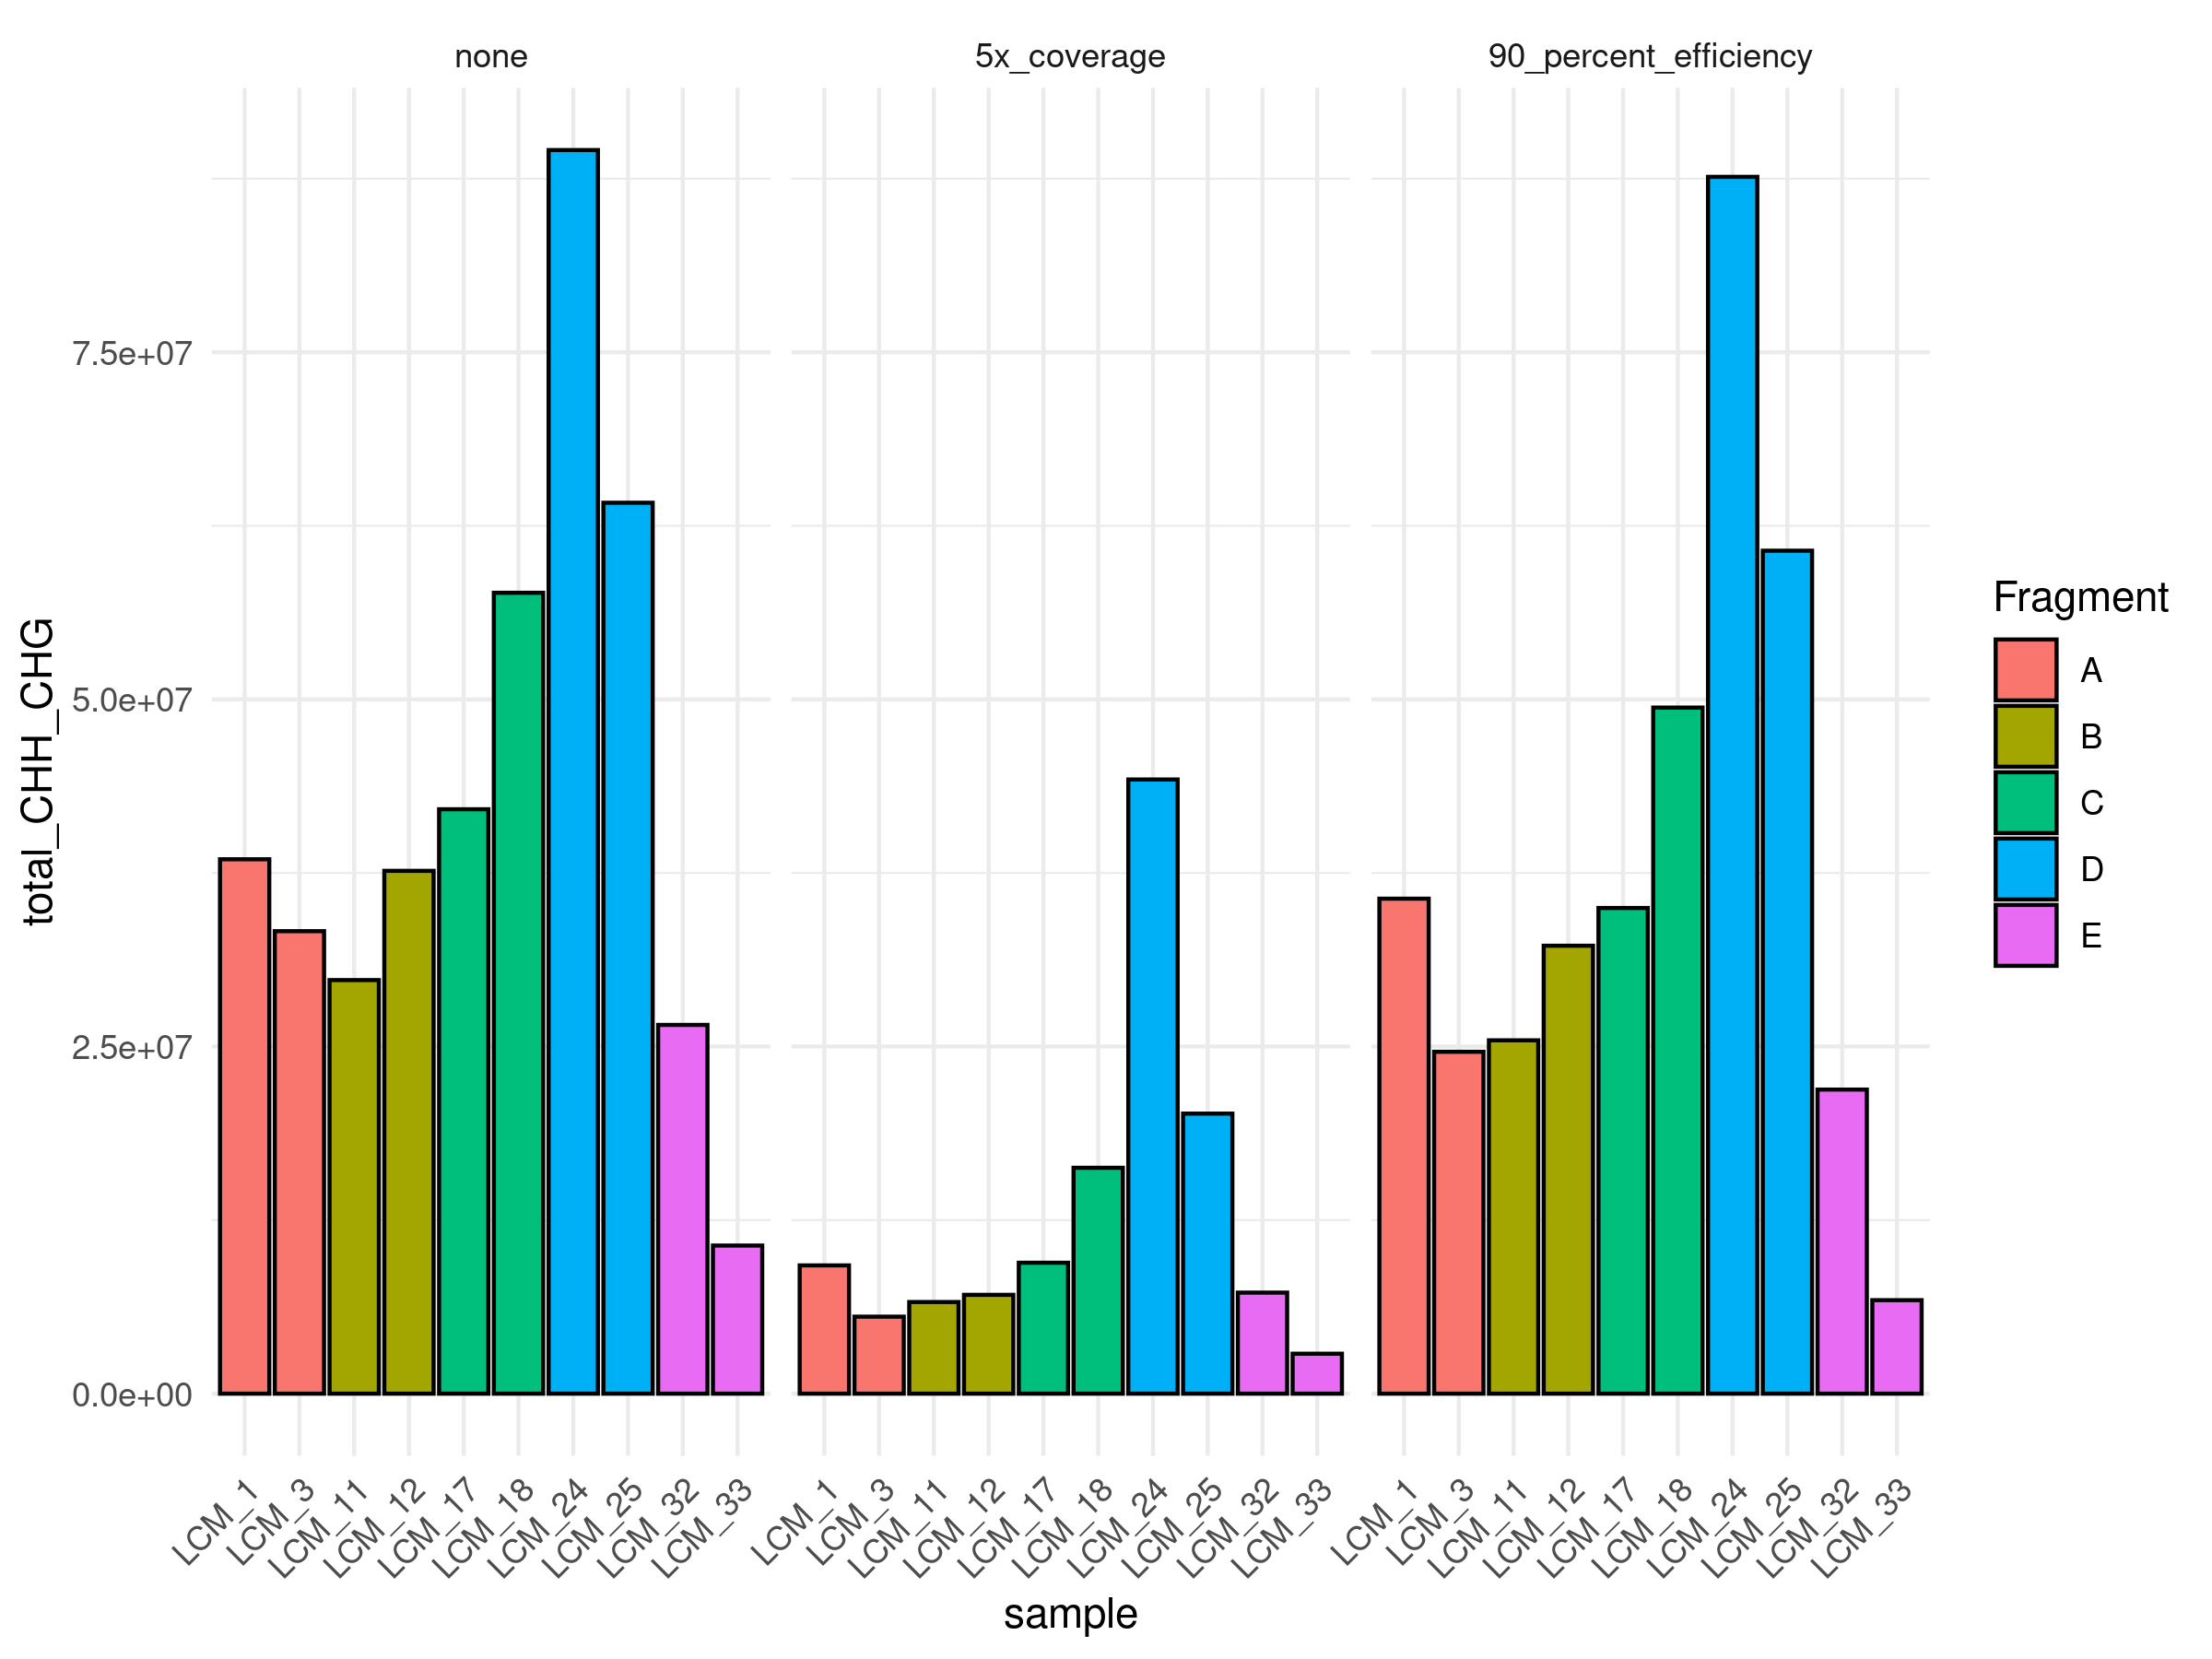 none
5x_coverage
90_percent_efficiency
total_CHH_CHG
7.5e+07
5.0e+07
2.5e+07
0.0e+00
LCM_1
LCM_3
LCM_11
LCM_12
LCM_17
LCM_18
LCM_24
LCM_25
LCM_32
LCM_33
LCM_1
LCM_3
LCM_11
LCM_12
LCM_17
LCM_18
LCM_24
LCM_25
LCM_32
LCM_33
LCM_1
LCM_3
LCM_11
LCM_12
LCM_17
LCM_18
LCM_24
LCM_25
LCM_32
LCM_33
sample
Fragment
A
B
C
D
E